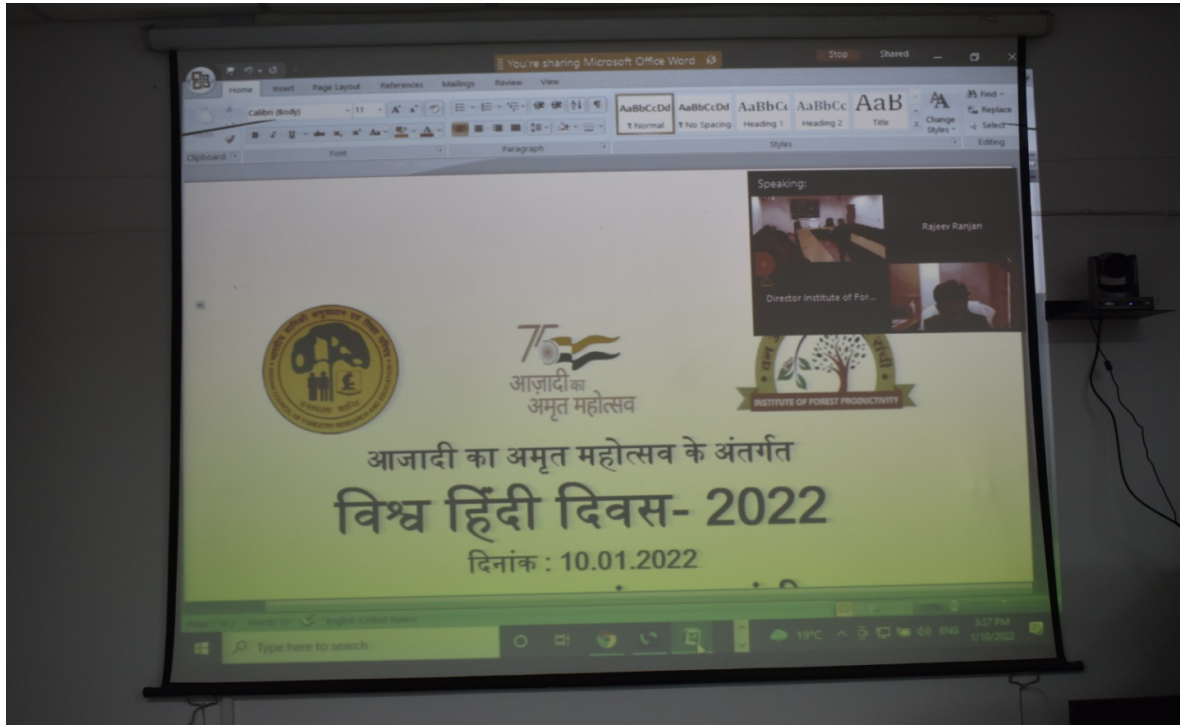 You're sharing Microsoft Office Word
Stop
Shared
Home
Insert
Page Layout
References
Mailings
Review
View
Calibri (Body)
11
AaBbCcDd
AaBbCcDd
AaBbCc
AaBbCc
AaB
Normal
No Spacing
Heading 1
Heading 2
Title
Change Styles
Find
Replace
Select
Clipboard
Font
Paragraph
Styles
Editing
Speaking:
Rajeev Ranjan
Director Institute of For...
75
आज़ादी का
अमृत महोत्सव
INSTITUTE OF FOREST PRODUCTIVITY
आजादी का अमृत महोत्सव के अंतर्गत
विश्व हिंदी दिवस- 2022
दिनांक : 10.01.2022
English (United States)
Type here to search
19°C
ENG
3:37 PM
1/10/2022